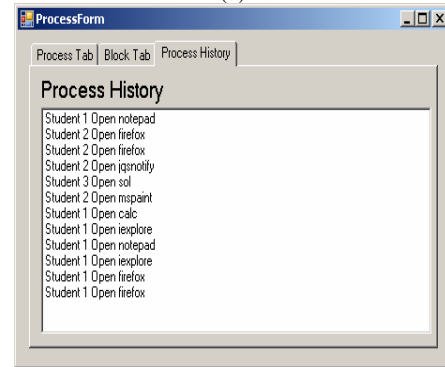 ProcessForm
Process Tab Block Tab Process History
Process History
Student 1 Open notepad
Student 2 Open firefox
Student 2 Open firefox
Student 2 Open jqsnotify
Student 3 Open sol
Student 2 Open mspaint
Student 1 Open calc
Student 1 Open iexplore
Student 1 Open notepad
Student 1 Open iexplore
Student 1 Open firefox
Student 1 Open firefox